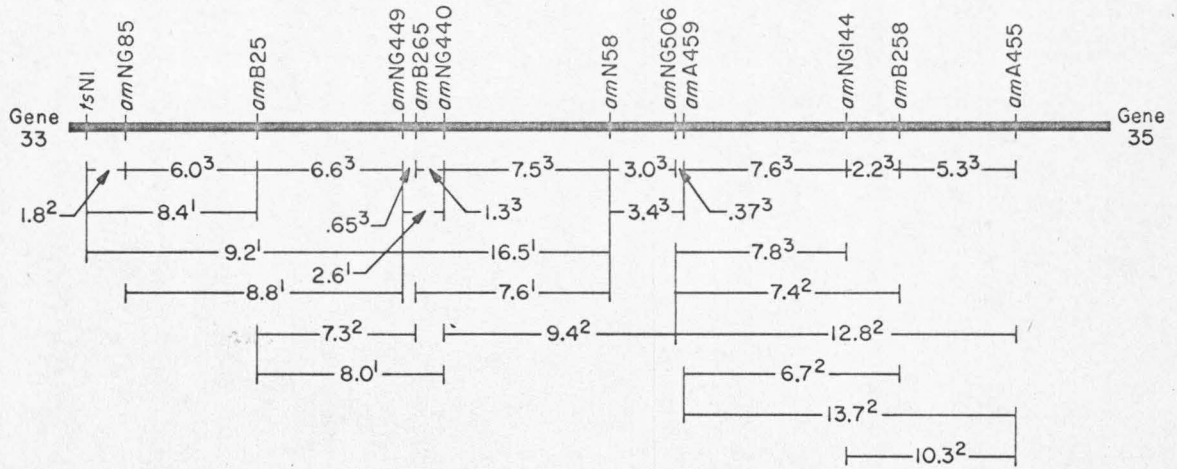 tsN1
amNG85
amB25
amNG449
amB265
amNG440
amN58
amNG506
amA459
amNG144
amB258
amA455
Gene 33
Gene 35
1.8² 6.0³ 6.6³ .65³ 1.3³ 7.5³ 3.0³ .37³ 7.6³ 2.2³ 5.3³
8.4¹ 2.6¹ 3.4³
9.2¹ 16.5¹ 7.8³
8.8¹ 7.6¹ 7.4²
7.3² 9.4² 12.8²
8.0¹ 6.7²
13.7²
10.3²